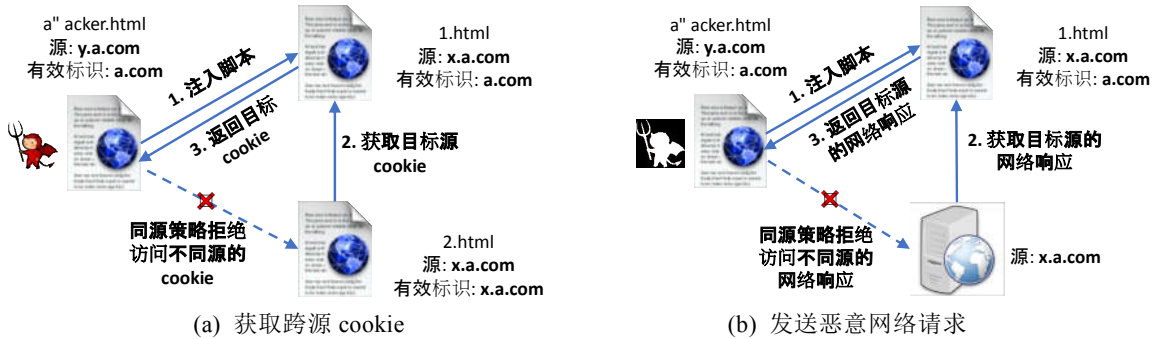 a" acker.html
源: y.a.com
有效标识: a.com
1.html
源: x.a.com
有效标识: a.com
1. 注入脚本
3. 返回目标
cookie
2. 获取目标源
cookie
同源策略拒绝
访问不同源的
cookie
2.html
源: x.a.com
有效标识: x.a.com
(a) 获取跨源 cookie
a" acker.html
源: y.a.com
有效标识: a.com
1.html
源: x.a.com
有效标识: a.com
1. 注入脚本
3. 返回目标源
的网络响应
2. 获取目标源的
网络响应
同源策略拒绝
访问不同源的
网络响应
源: x.a.com
(b) 发送恶意网络请求